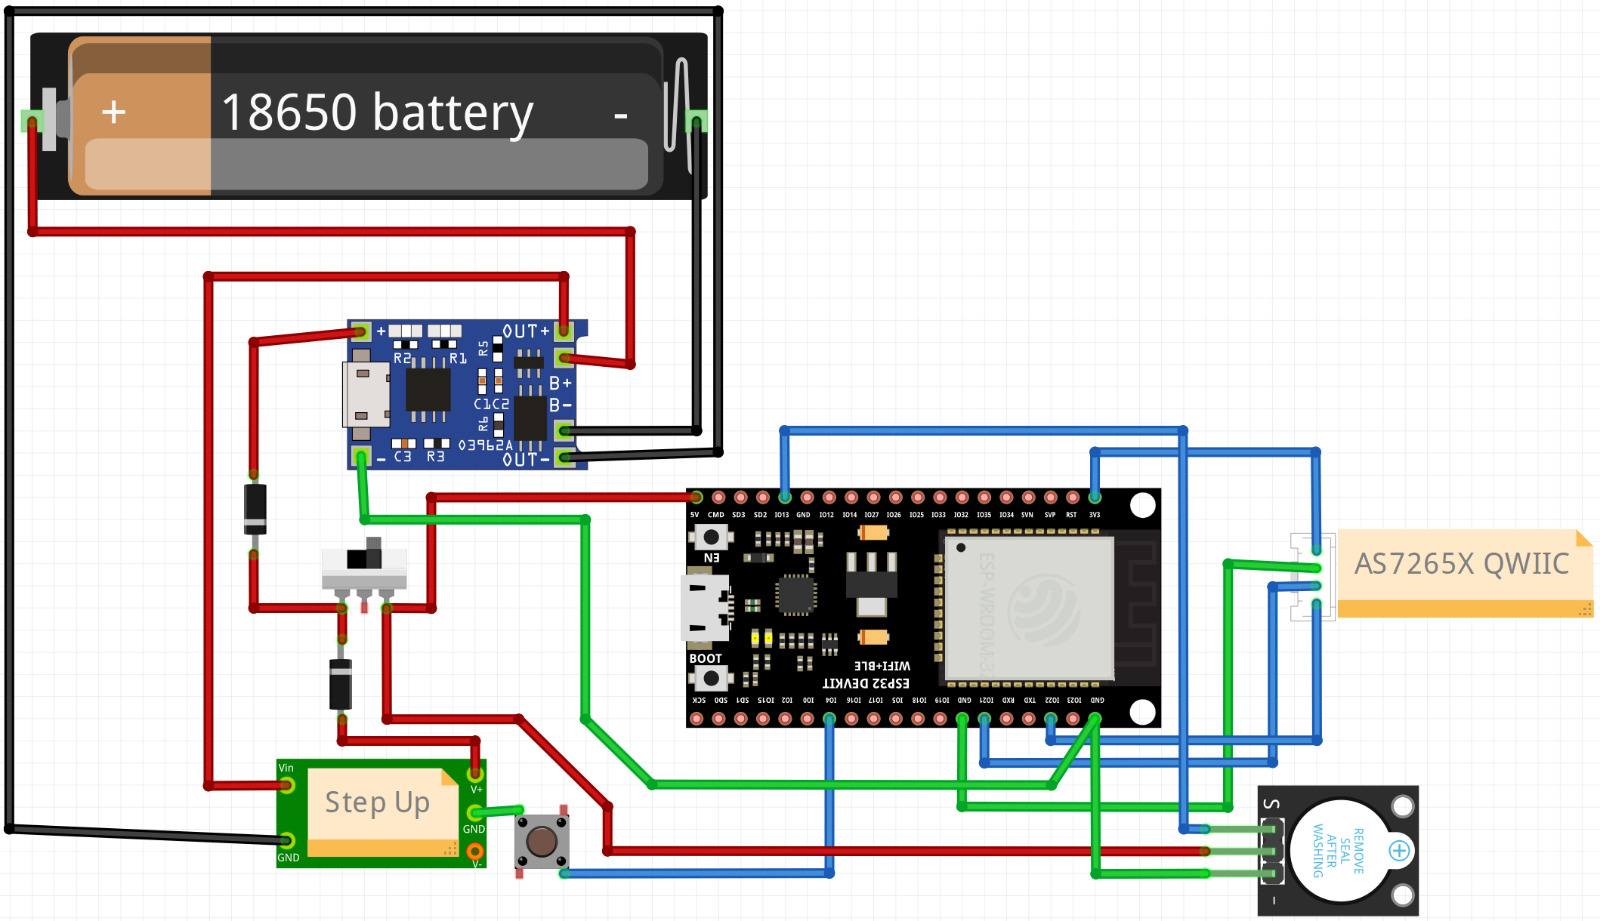 + 18650 battery -
+
R2
R1
R5
OUT+
B+
C1C2
B-
R6
03962A
C3
R3
-
OUT-
5V CMD SD3 SD2 IO13 GND IO12 IO14 IO27 IO26 IO25 IO33 IO32 IO35 IO34 SVN SVP RST 3V3
EN
ESP-WROOM-3
BOOT
WIFI+BLE
ESP32 DEVKIT
SCK SD0 SD1 IO15 IO2 IO0 IO4 IO16 IO17 IO5 IO18 IO19 GND IO21 RXD TXD IO22 IO23 GND
AS7265X QWIIC
Vin
Step Up
V+
GND
GND
V-
S
REMOVE
SEAL
AFTER
WASHING
-